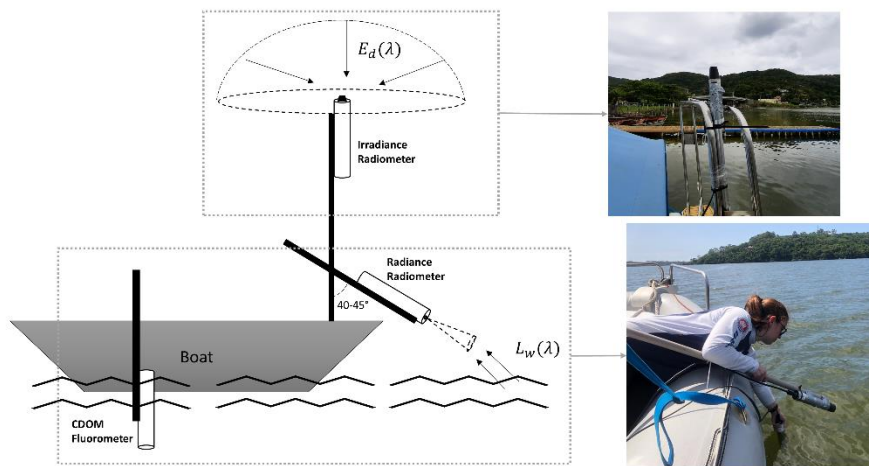 E_d(λ)
Irradiance
Radiometer
Radiance
Radiometer
40-45°
Boat
L_w(λ)
CDOM
Fluorometer